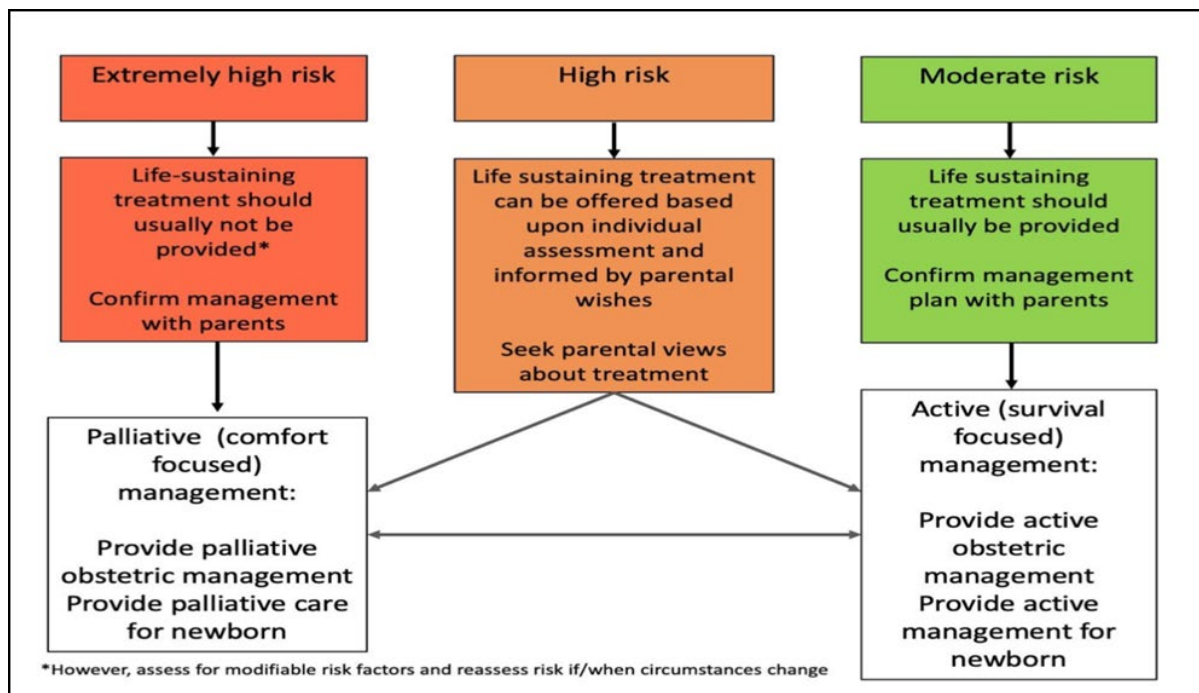 Extremely high risk
High risk
Moderate risk
Life-sustaining
treatment should
usually not be
provided*
Confirm management
with parents
Life sustaining treatment
can be offered based
upon individual
assessment and
informed by parental
wishes
Seek parental views
about treatment
Life sustaining
treatment should
usually be provided
Confirm management
plan with parents
Palliative (comfort
focused)
management:
Provide palliative
obstetric management
Provide palliative care
for newborn
Active (survival
focused)
management:
Provide active
obstetric
management
Provide active
management for
newborn
*However, assess for modifiable risk factors and reassess risk if/when circumstances change